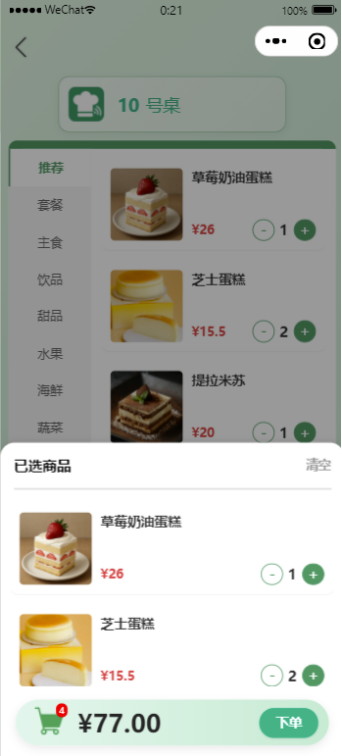 WeChat
0:21
100%
10 号桌
推荐
套餐
主食
饮品
甜品
水果
海鲜
蔬菜
草莓奶油蛋糕
¥26
- 1 +
芝士蛋糕
¥15.5
- 2 +
提拉米苏
¥20
- 1 +
已选商品
清空
草莓奶油蛋糕
¥26
- 1 +
芝士蛋糕
¥15.5
- 2 +
4
¥77.00
下单